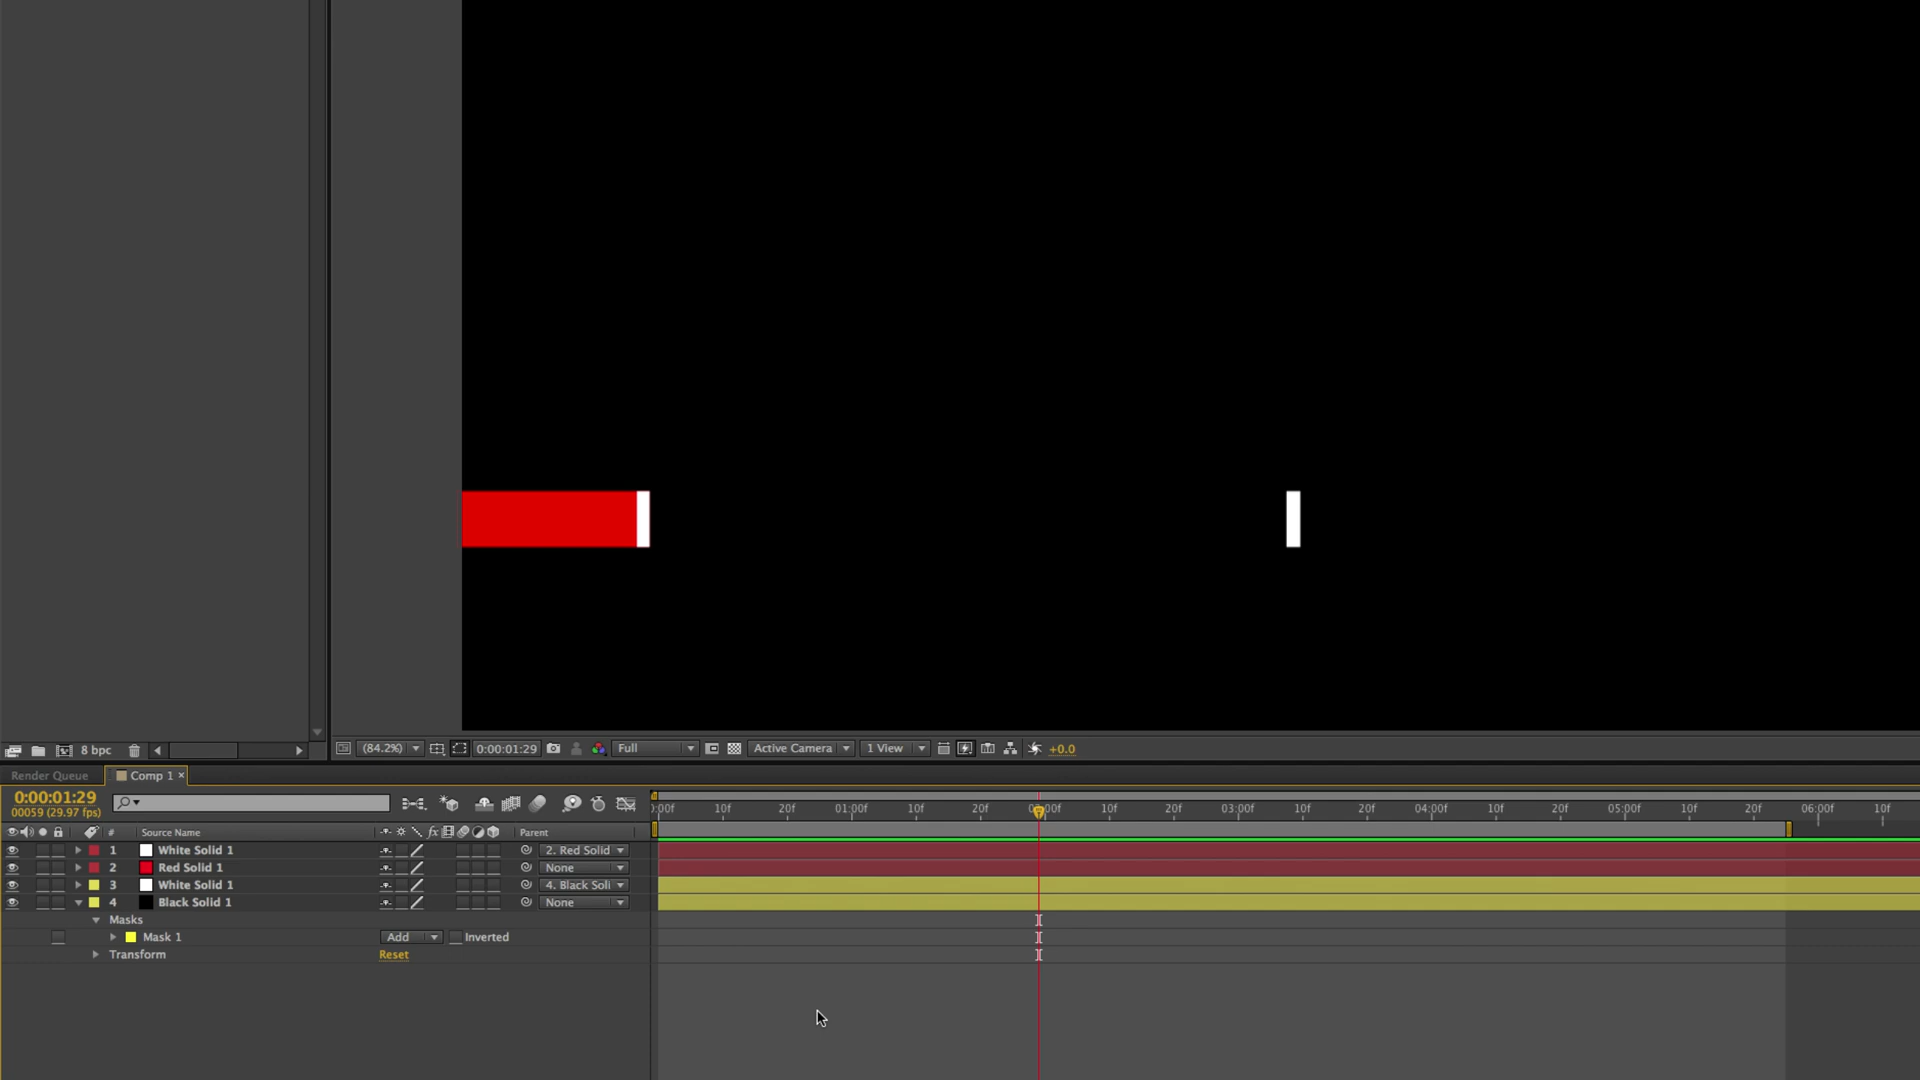 8 bpc
(84.2%) 0:00:01:29 Full Active Camera 1 View +0.0
Render Queue Comp 1 ×
0:00:01:29
00059 (29.97 fps)
:00f 10f 20f 01:00f 10f 20f 10f 20f 03:00f 10f 20f 04:00f 10f 20f 05:00f 10f 20f 06:00f 10f
# Source Name fx Parent
1 White Solid 1 2. Red Solid
2 Red Solid 1 None
3 White Solid 1 4. Black Soli
4 Black Solid 1 None
Masks
Mask 1 Add Inverted
Transform Reset